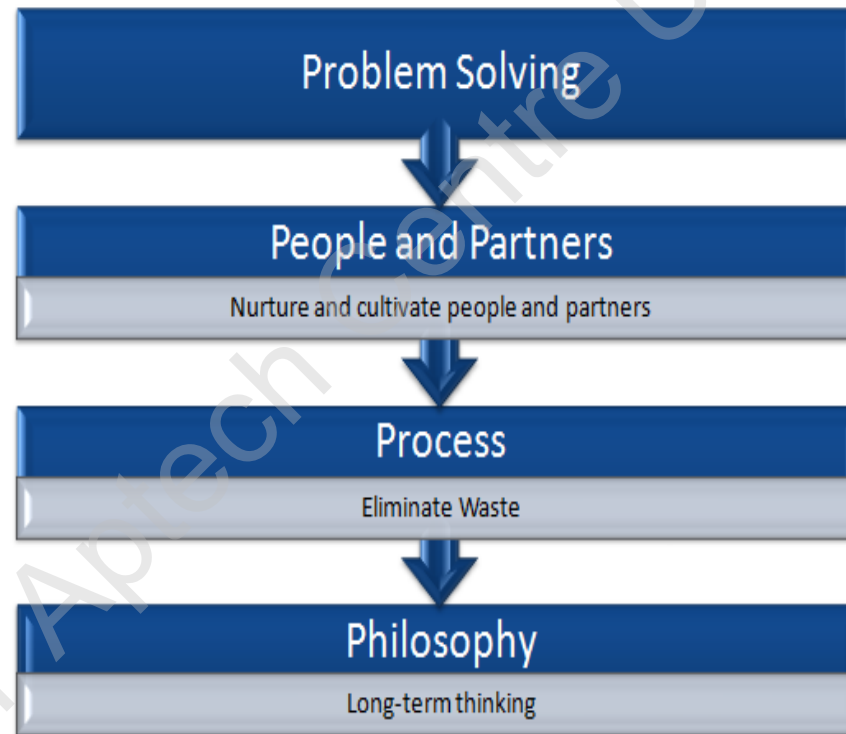 Problem Solving
People and Partners
Nurture and cultivate people and partners
Process
Eliminate Waste
Philosophy
Long-term thinking
Aptech Centre U